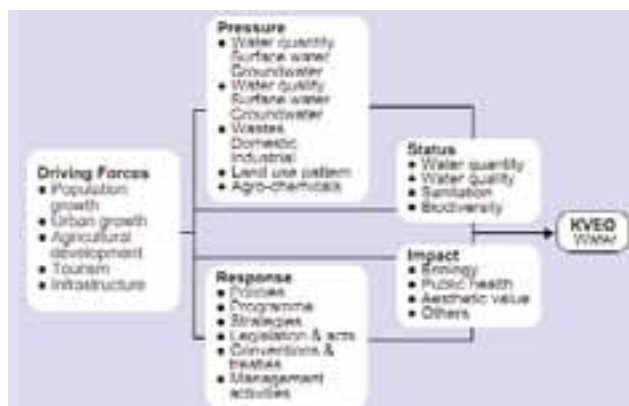 Pressure
● Water quantity
Surface water
Groundwater
● Water quality
Surface water
Groundwater
● Wastes
Domestic
Industrial
● Land use pattern
● Agro-chemicals
Driving Forces
● Population
growth
● Urban growth
● Agricultural
development
● Tourism
● Infrastructure
Status
● Water quantity
● Water quality
● Sanitation
● Biodiversity
KVEO
Water
Impact
● Public health
● Aesthetic value
● Others
Response
● Policies
● Programme
● Strategies
● Legislation & acts
● Conventions &
treaties
● Management
activities